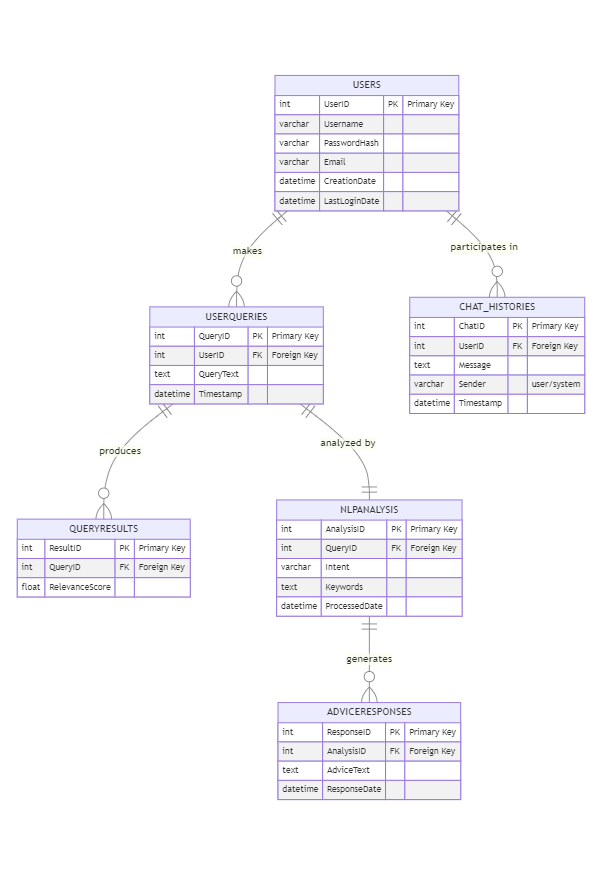 USERS
int UserID PK Primary Key
varchar Username
varchar PasswordHash
varchar Email
datetime CreationDate
datetime LastLoginDate
makes
participates in
USERQUERIES
int QueryID PK Primary Key
int UserID FK Foreign Key
text QueryText
datetime Timestamp
CHAT_HISTORIES
int ChatID PK Primary Key
int UserID FK Foreign Key
text Message
varchar Sender user/system
datetime Timestamp
produces
analyzed by
QUERYRESULTS
int ResultID PK Primary Key
int QueryID FK Foreign Key
float RelevanceScore
NLPANALYSIS
int AnalysisID PK Primary Key
int QueryID FK Foreign Key
varchar Intent
text Keywords
datetime ProcessedDate
generates
ADVICERESPONSES
int ResponseID PK Primary Key
int AnalysisID FK Foreign Key
text AdviceText
datetime ResponseDate